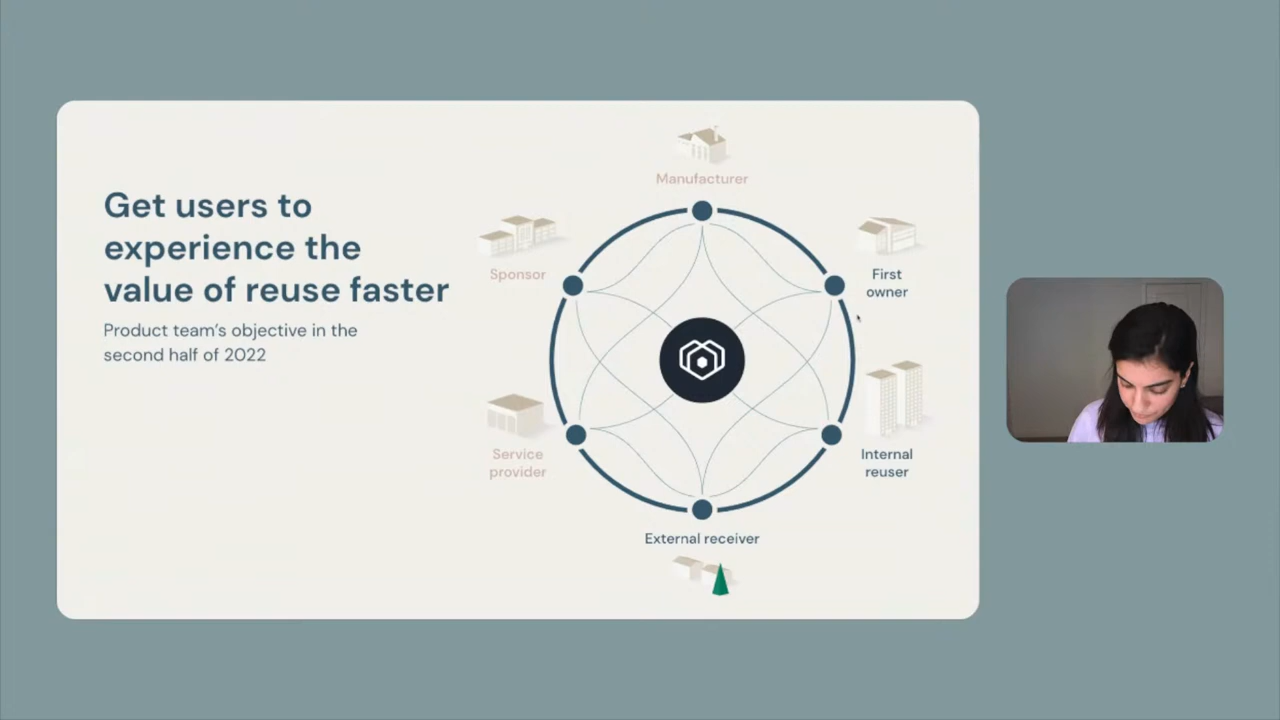 Get users to
experience the
value of reuse faster
Product team's objective in the
second half of 2022
Manufacturer
Sponsor
First
owner
Service
provider
Internal
reuser
External receiver